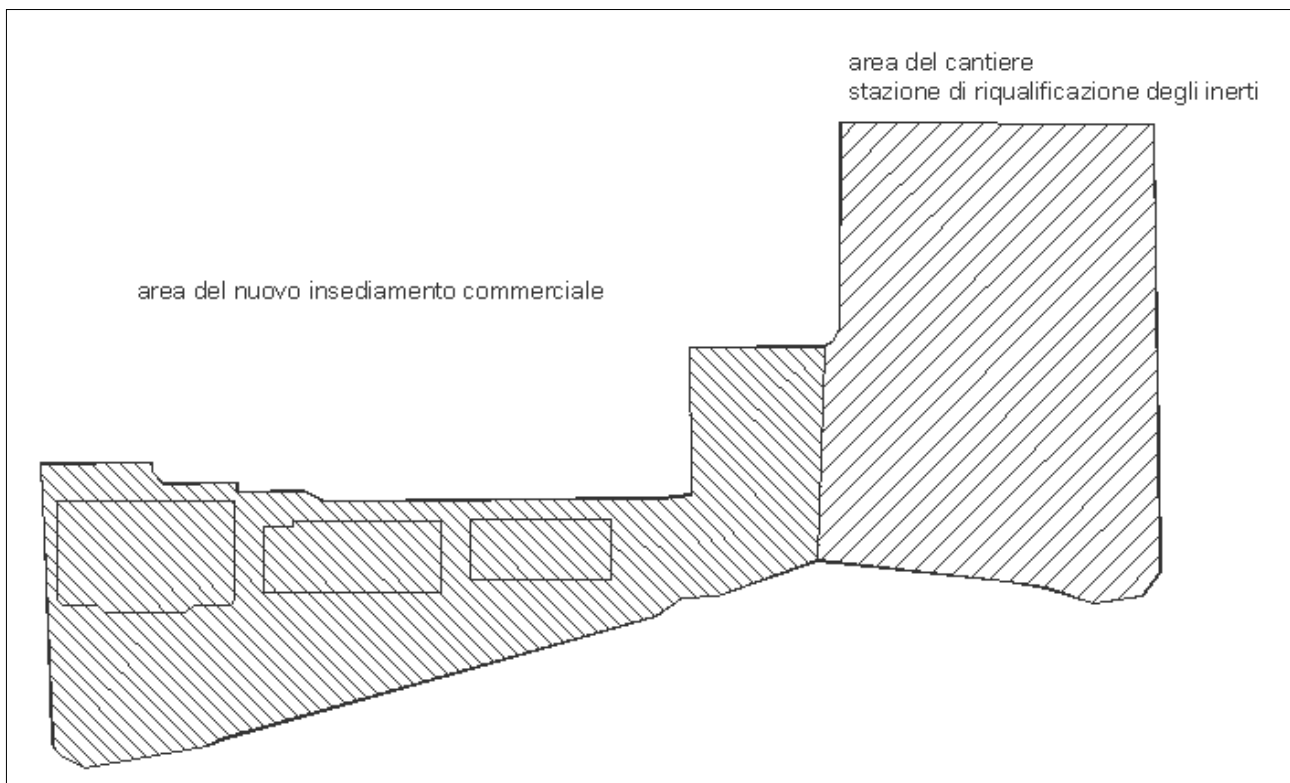 area del cantiere
stazione di riqualificazione degli inerti
area del nuovo insediamento commerciale